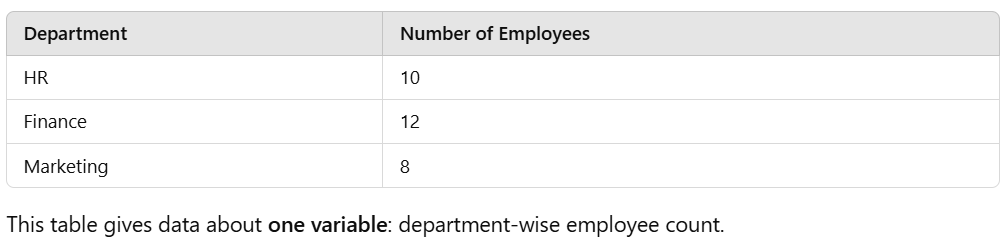 Department Number of Employees
HR 10
Finance 12
Marketing 8
This table gives data about one variable: department-wise employee count.